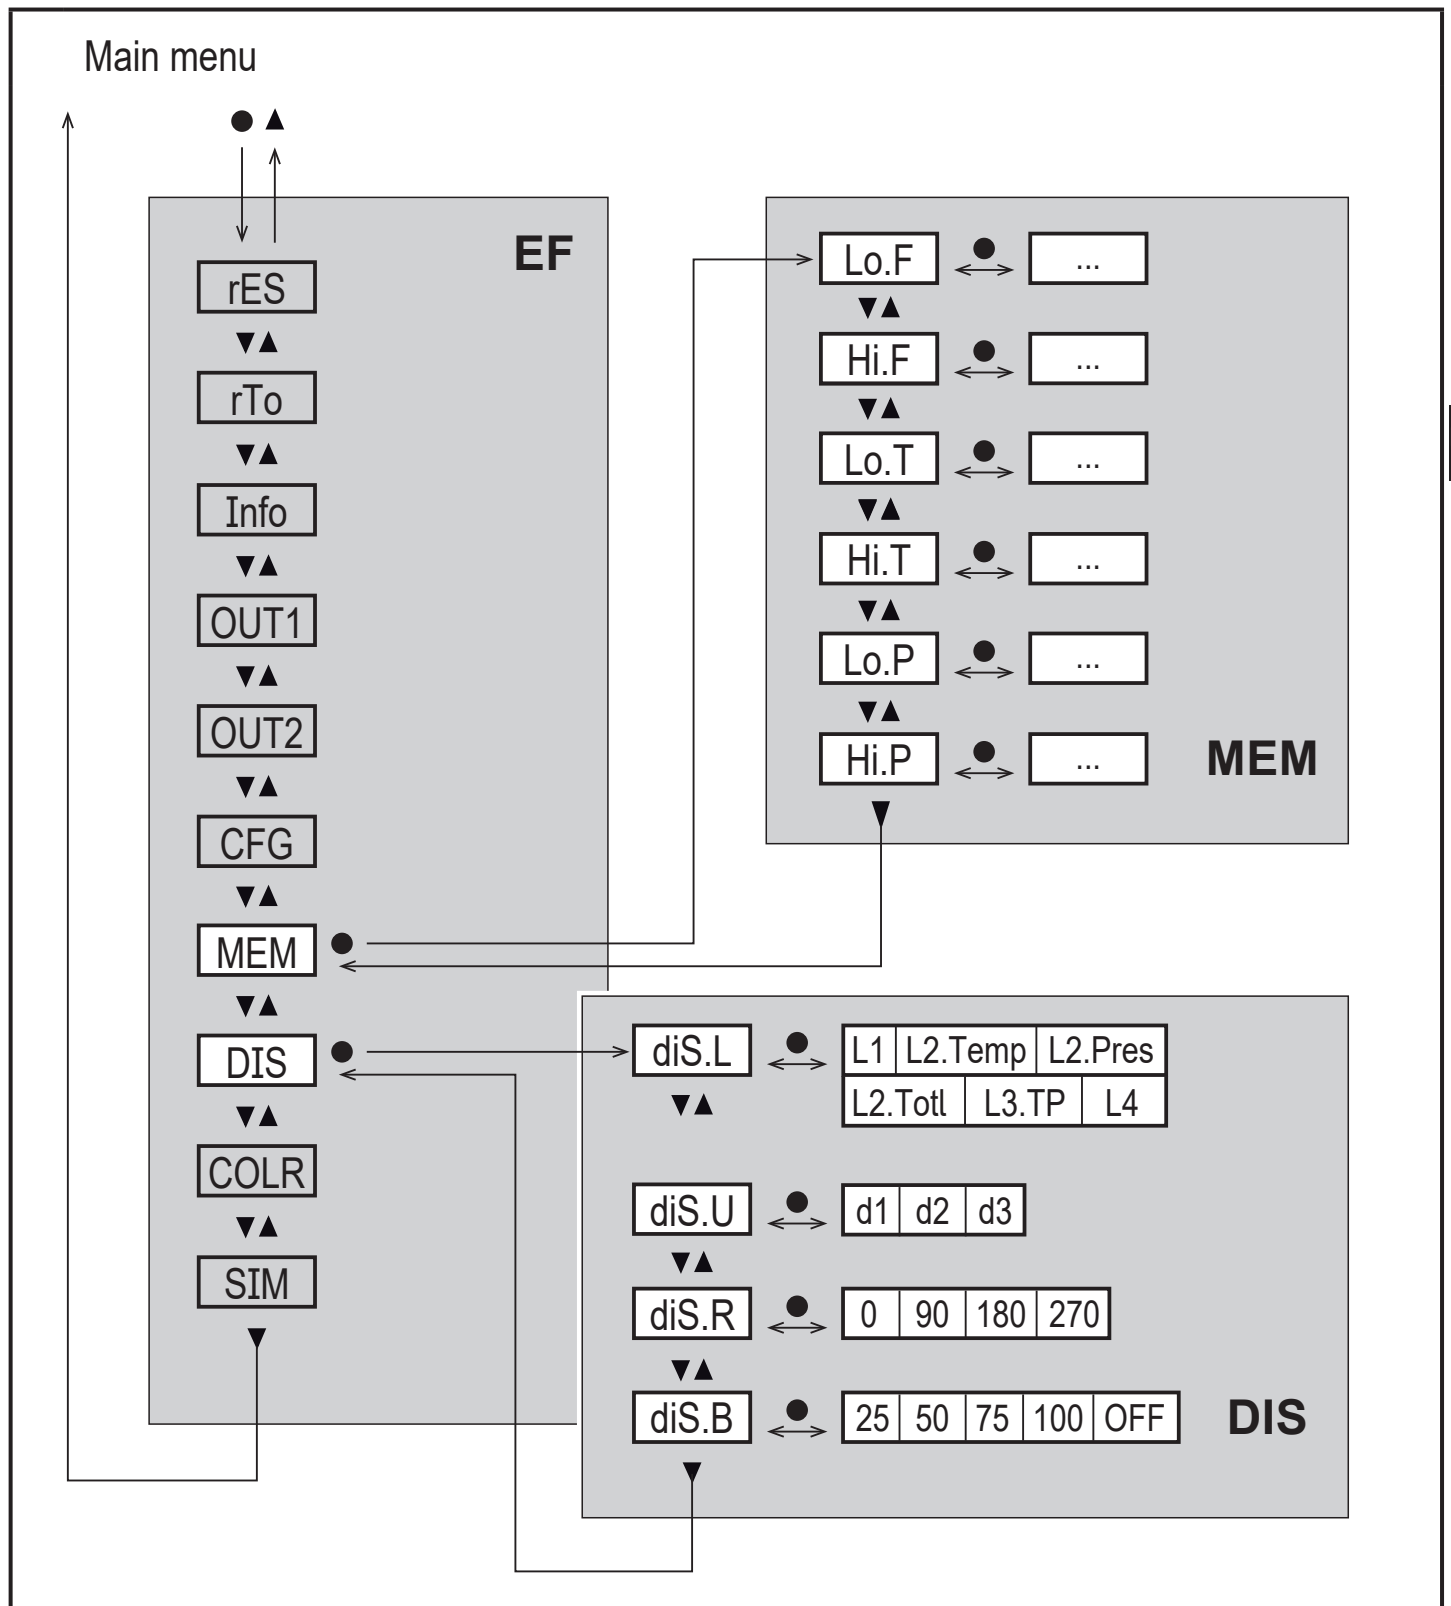 Main menu
EF
rES
rTo
Info
OUT1
OUT2
CFG
MEM
DIS
COLR
SIM
Lo.F ...
Hi.F ...
Lo.T ...
Hi.T ...
Lo.P ...
Hi.P ...
MEM
diS.L L1 L2.Temp L2.Pres
L2.Totl L3.TP L4
diS.U d1 d2 d3
diS.R 0 90 180 270
diS.B 25 50 75 100 OFF
DIS